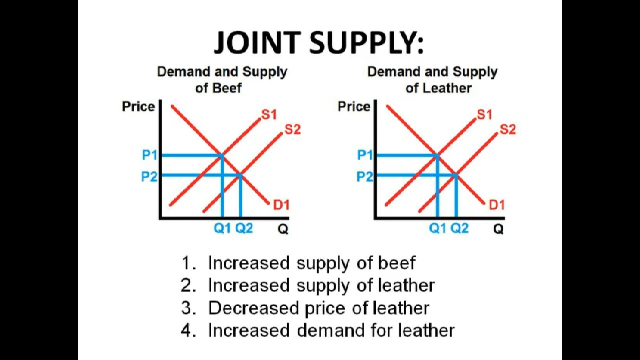 JOINT SUPPLY:
Demand and Supply
of Beef
Price
S1
S2
P1
P2
D1
Q1 Q2 Q
Demand and Supply
of Leather
Price
S1
S2
P1
P2
D1
Q1 Q2 Q
1. Increased supply of beef
2. Increased supply of leather
3. Decreased price of leather
4. Increased demand for leather